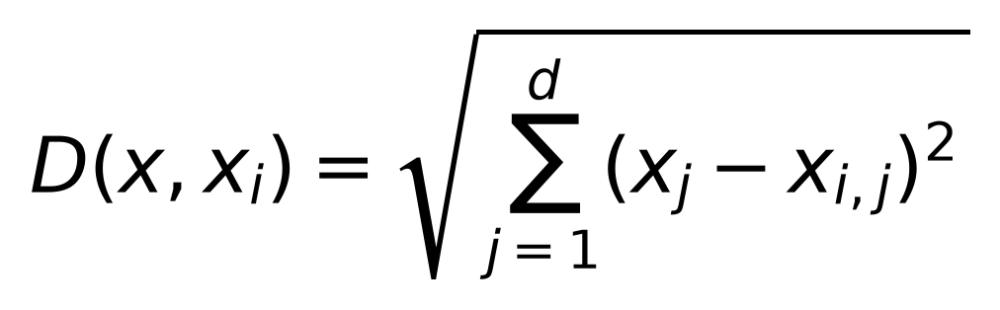 D(x, x_i) = \sqrt{\sum_{j=1}^{d} (x_j - x_{i,j})^2}